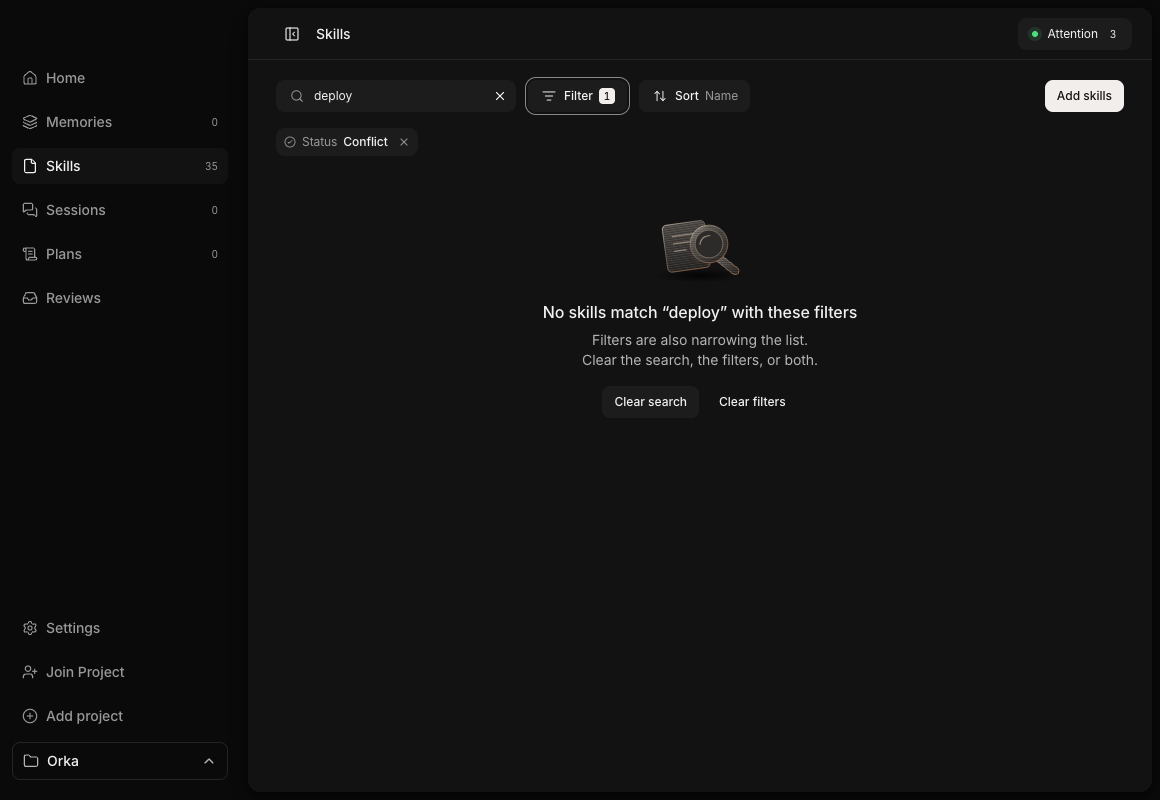 Skills
Attention 3
Home
Memories 0
Skills 35
Sessions 0
Plans 0
Reviews
deploy
Filter 1
Sort Name
Add skills
Status Conflict
No skills match “deploy” with these filters
Filters are also narrowing the list.
Clear the search, the filters, or both.
Clear search
Clear filters
Settings
Join Project
Add project
Orka